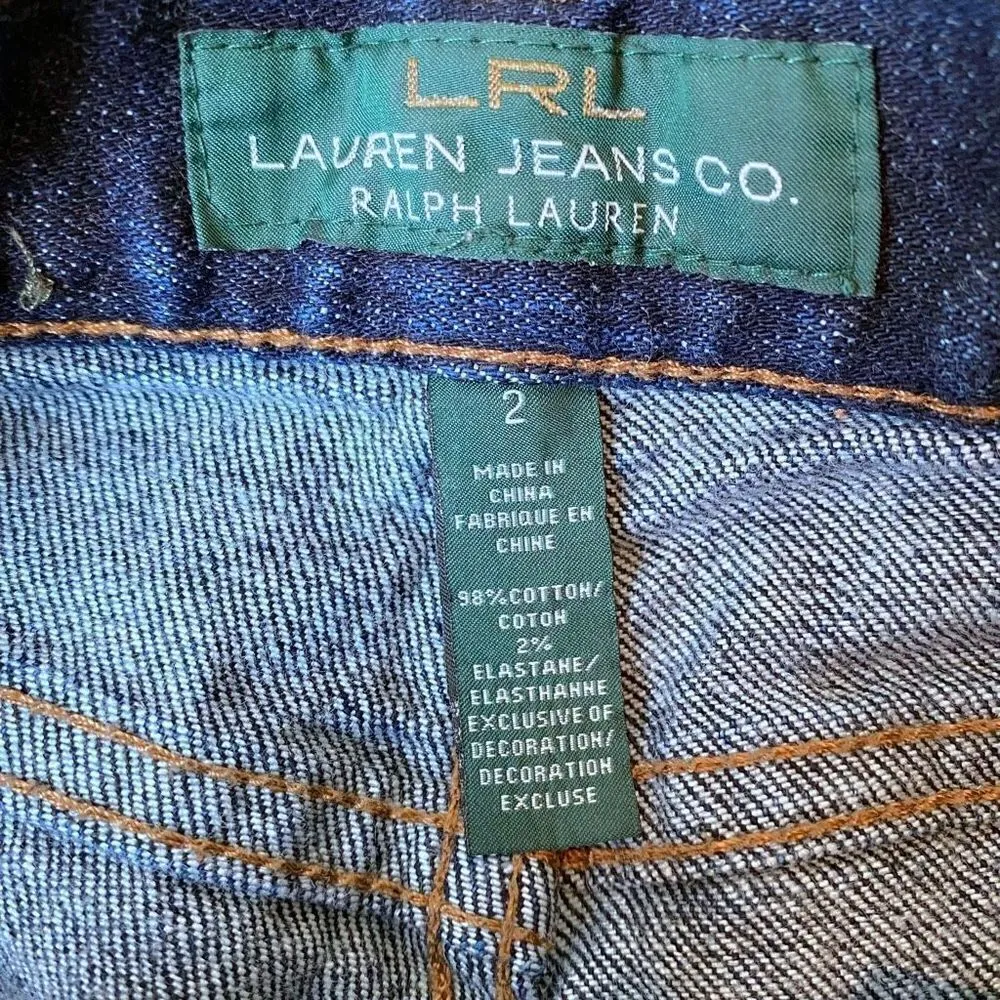 LRL
LAUREN JEANS CO.
RALPH LAUREN
2
MADE IN
CHINA
FABRIQUE EN
CHINE
98%COTTON/
COTON
2%
ELASTANE/
ELASTHANNE
EXCLUSIVE OF
DECORATION/
DECORATION
EXCLUSE